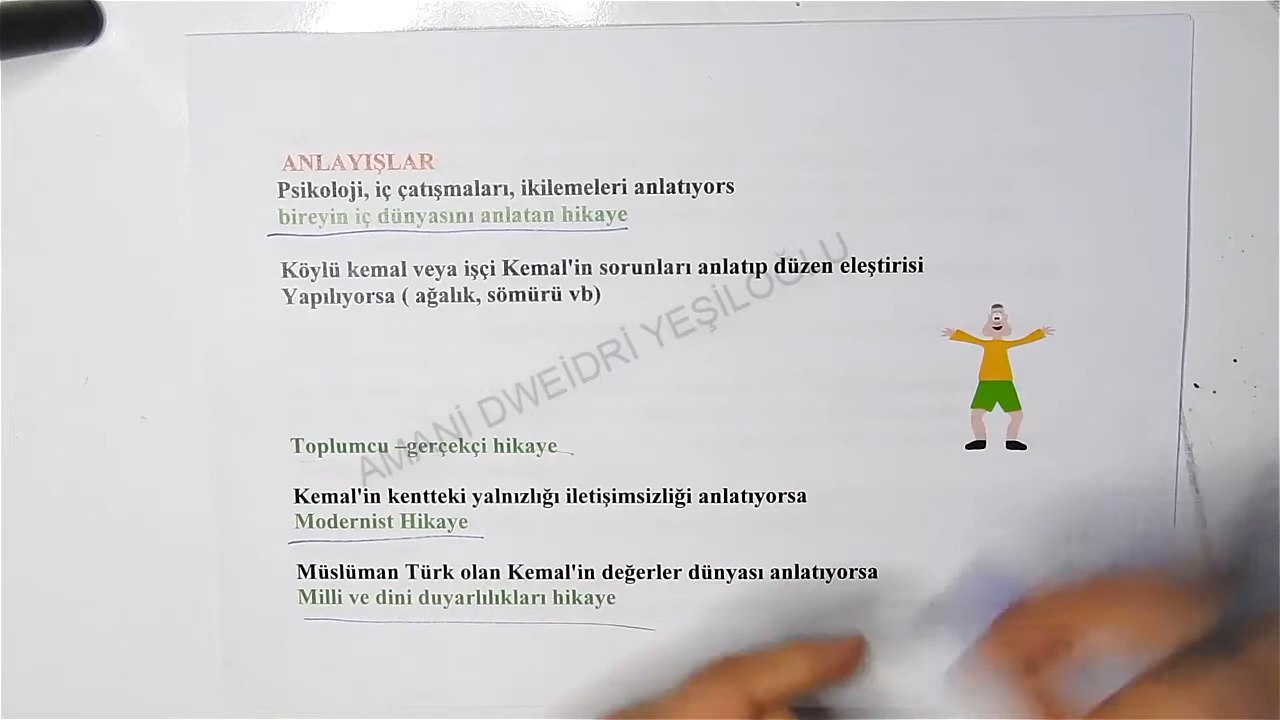 ANLAYIŞLAR
Psikoloji, iç çatışmaları, ikilemeleri anlatıyors
bireyin iç dünyasını anlatan hikaye
Köylü kemal veya işçi Kemal'in sorunları anlatıp düzen eleştirisi
Yapılıyorsa ( ağalık, sömürü vb)
AMANİ DWEİDRİ YEŞİLOĞLU
Toplumcu –gerçekçi hikaye
Kemal'in kentteki yalnızlığı iletişimsizliği anlatıyorsa
Modernist Hikaye
Müslüman Türk olan Kemal'in değerler dünyası anlatıyorsa
Milli ve dini duyarlılıkları hikaye